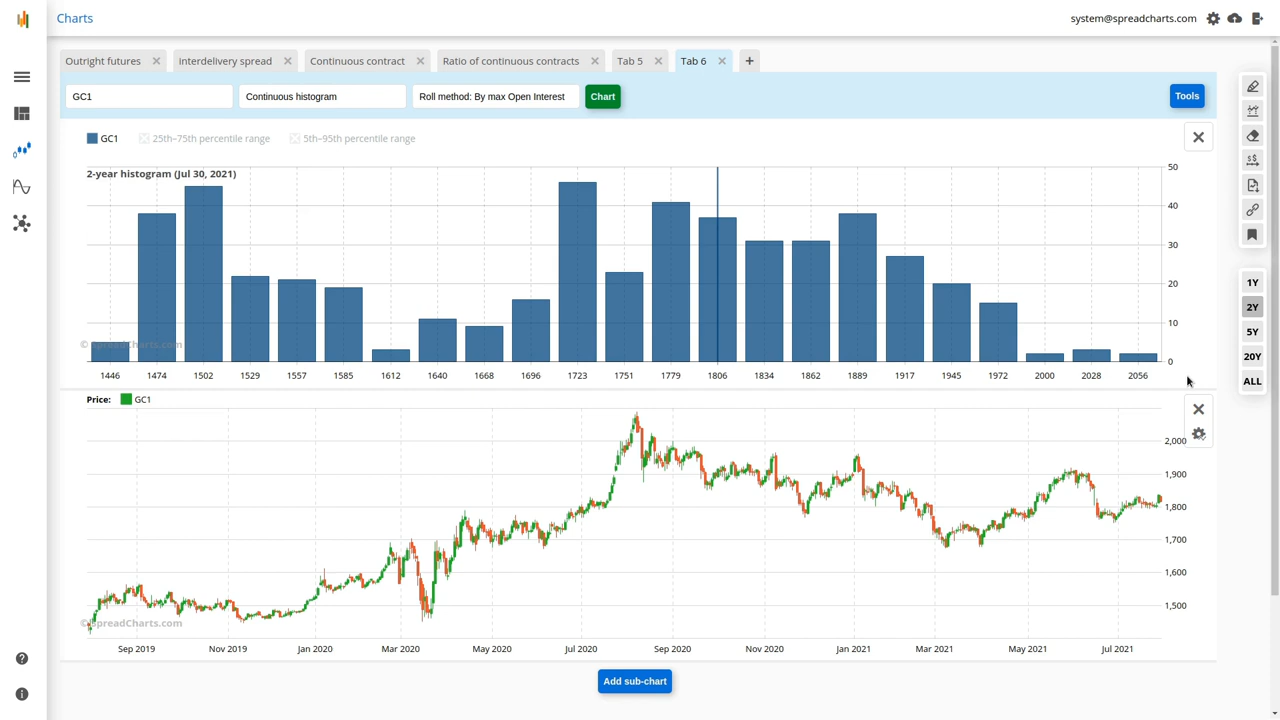 Charts
system@spreadcharts.com
Outright futures
Interdelivery spread
Continuous contract
Ratio of continuous contracts
Tab 5
Tab 6
+
GC1
Continuous histogram
Roll method: By max Open Interest
Chart
Tools
GC1
25th–75th percentile range
5th–95th percentile range
2-year histogram (Jul 30, 2021)
50
40
30
20
10
0
© SpreadCharts.com
1446 1474 1502 1529 1557 1585 1612 1640 1668 1696 1723 1751 1779 1806 1834 1862 1889 1917 1945 1972 2000 2028 2056
1Y
2Y
5Y
20Y
ALL
Price: GC1
2,000
1,900
1,800
1,700
1,600
1,500
© SpreadCharts.com
Sep 2019 Nov 2019 Jan 2020 Mar 2020 May 2020 Jul 2020 Sep 2020 Nov 2020 Jan 2021 Mar 2021 May 2021 Jul 2021
Add sub-chart